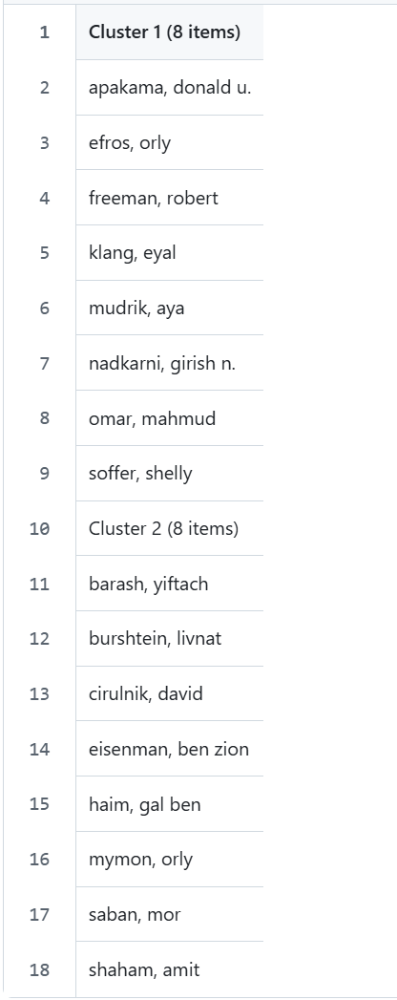 1 Cluster 1 (8 items)
2 apakama, donald u.
3 efros, orly
4 freeman, robert
5 klang, eyal
6 mudrik, aya
7 nadkarni, girish n.
8 omar, mahmud
9 soffer, shelly
10 Cluster 2 (8 items)
11 barash, yiftach
12 burshtein, livnat
13 cirulnik, david
14 eisenman, ben zion
15 haim, gal ben
16 mymon, orly
17 saban, mor
18 shaham, amit